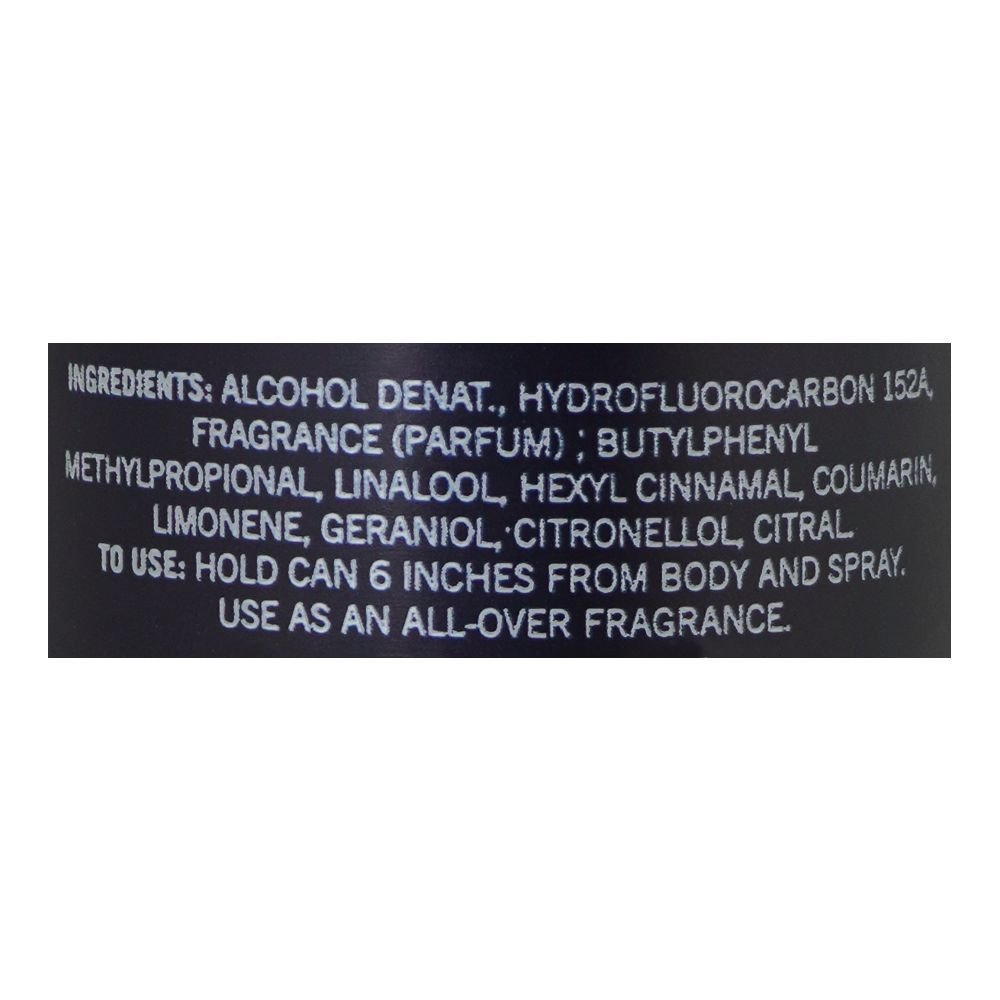 INGREDIENTS: ALCOHOL DENAT., HYDROFLUOROCARBON 152A,
FRAGRANCE (PARFUM) ; BUTYLPHENYL
METHYLPROPIONAL, LINALOOL, HEXYL CINNAMAL, COUMARIN,
LIMONENE, GERANIOL, CITRONELLOL, CITRAL.
TO USE: HOLD CAN 6 INCHES FROM BODY AND SPRAY.
USE AS AN ALL-OVER FRAGRANCE.